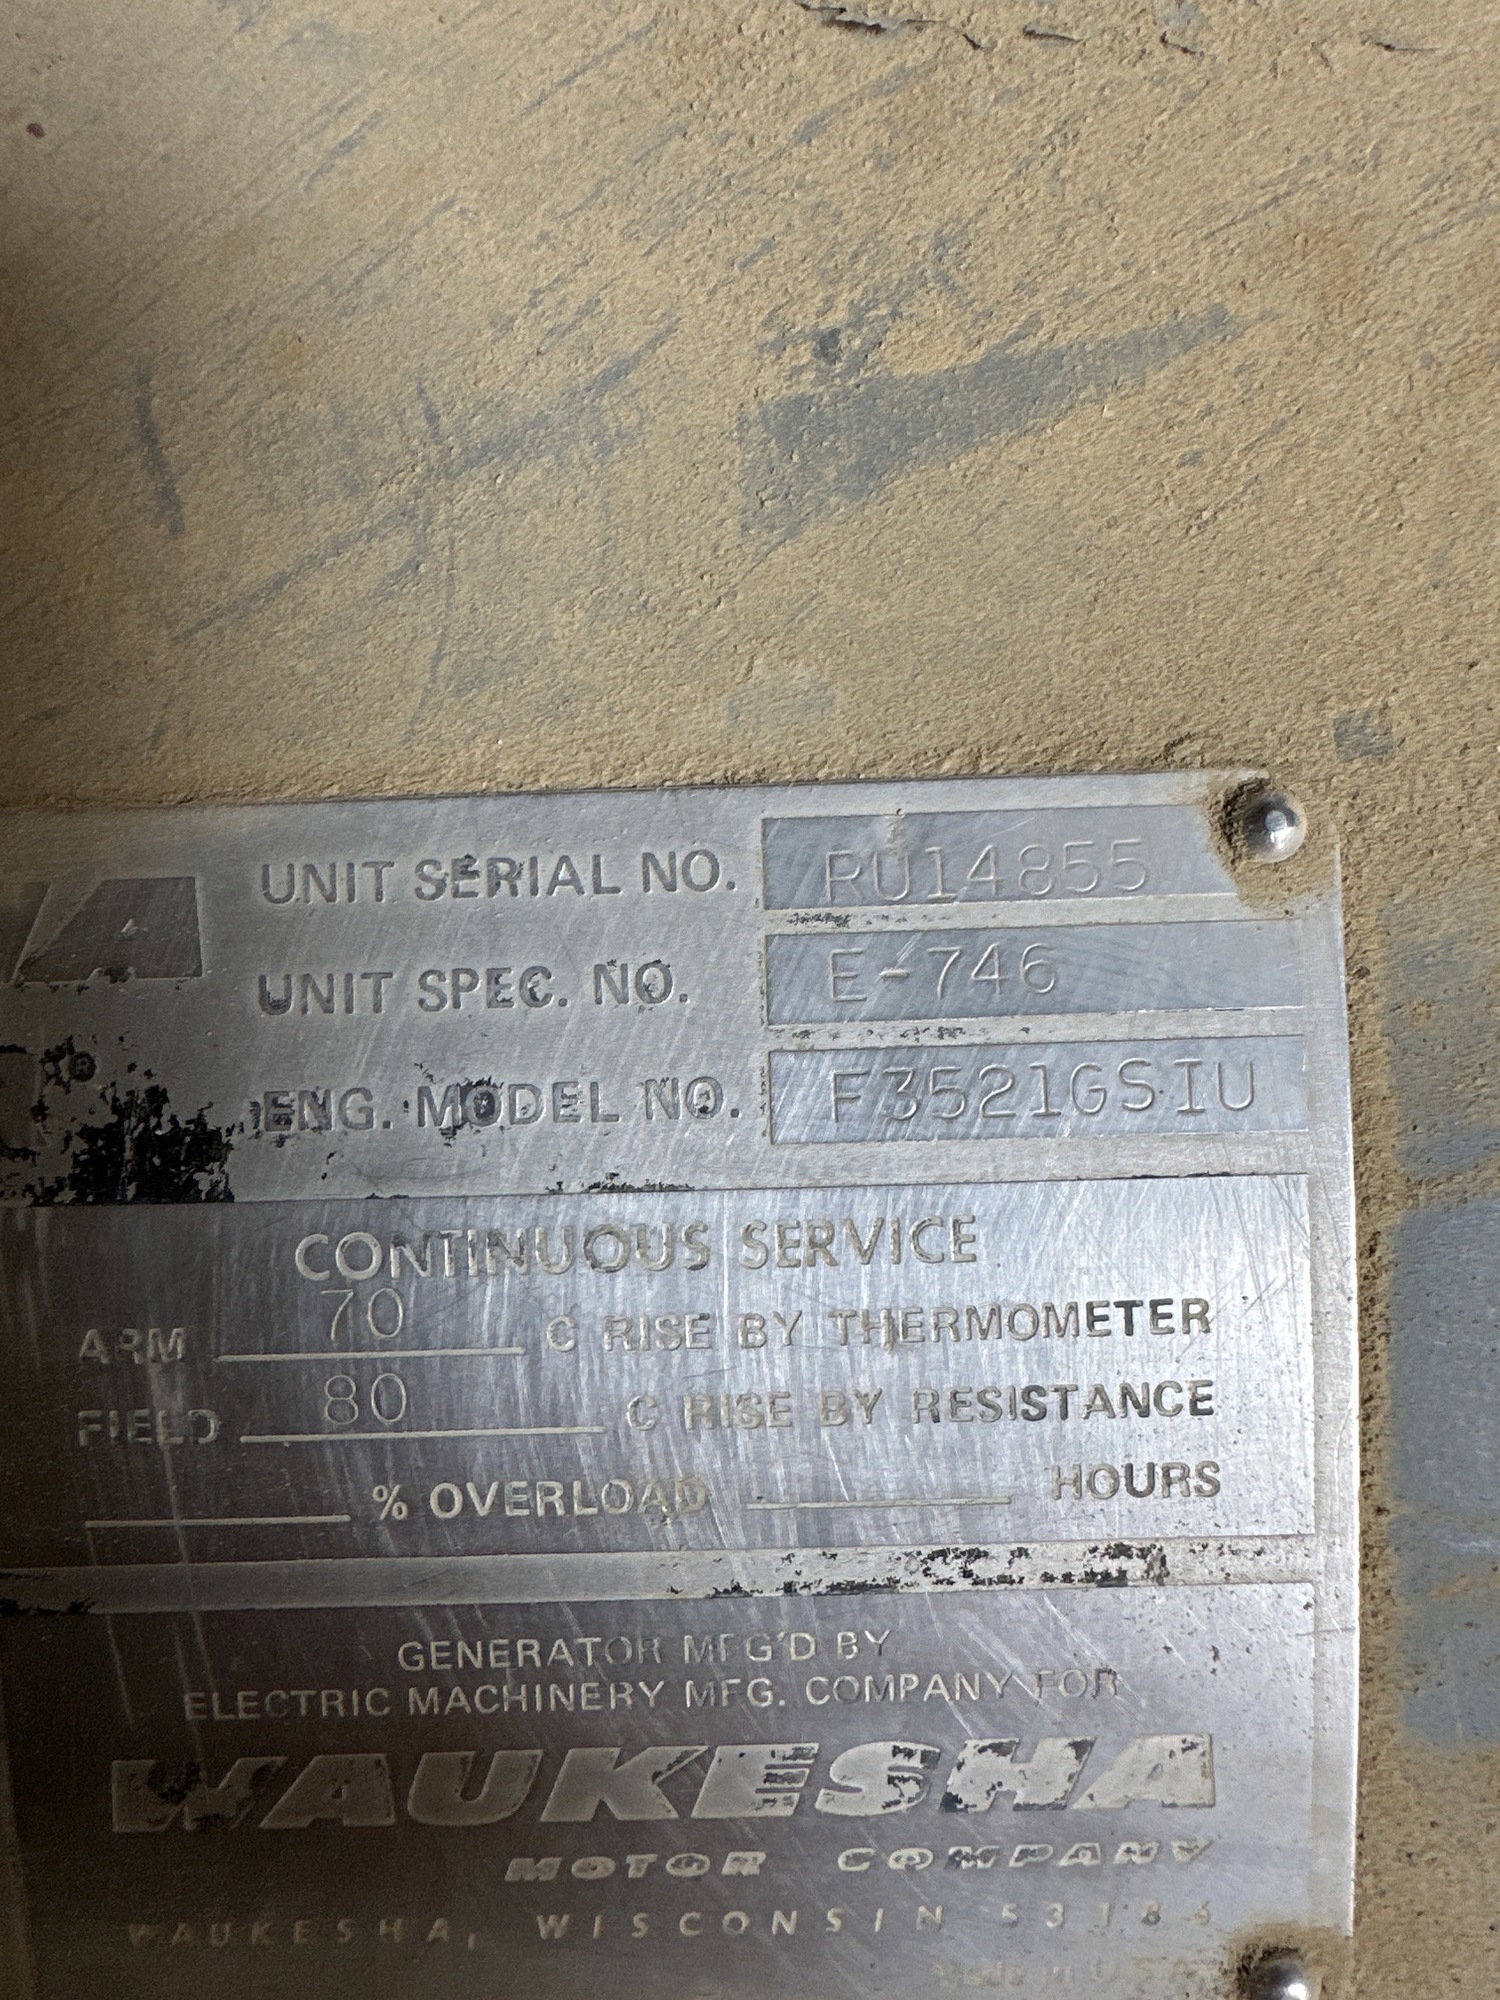 UNIT SERIAL NO. RU14855
UNIT SPEC. NO. E-746
®
ENG. MODEL NO. F3521GSIU
CONTINUOUS SERVICE
ARM 70 C RISE BY THERMOMETER
FIELD 80 C RISE BY RESISTANCE
% OVERLOAD HOURS
GENERATOR MFG'D BY
ELECTRIC MACHINERY MFG. COMPANY FOR
WAUKESHA
MOTOR COMPANY
WAUKESHA, WISCONSIN 53186
Made in U.S.A.